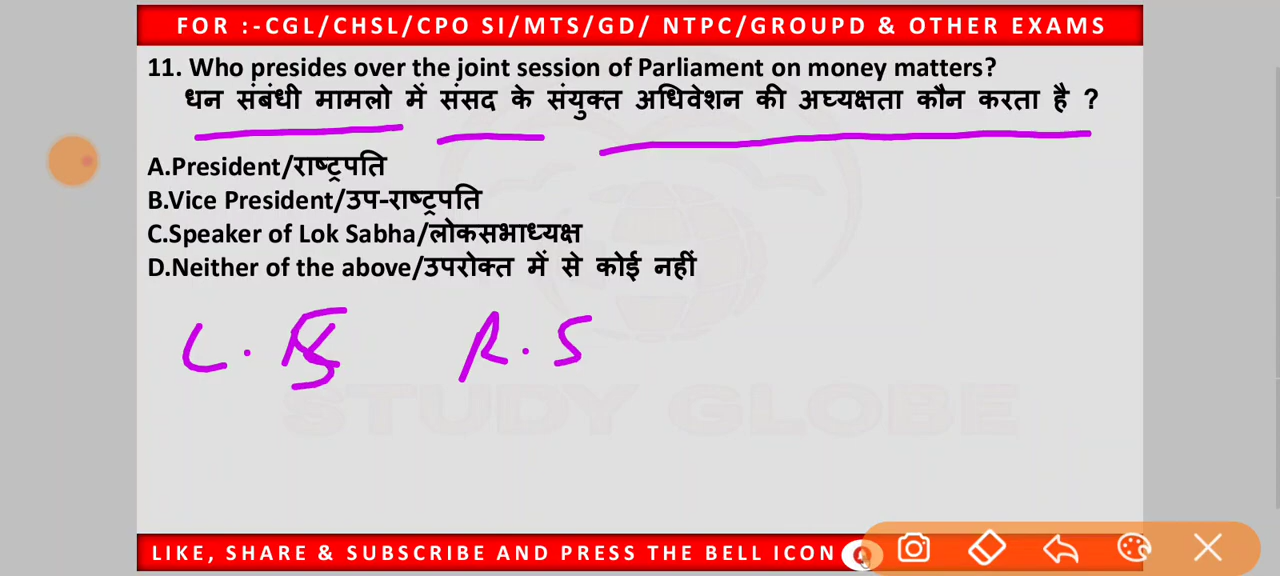 FOR :-CGL/CHSL/CPO SI/MTS/GD/ NTPC/GROUPD & OTHER EXAMS
11. Who presides over the joint session of Parliament on money matters?
धन संबंधी मामलो में संसद के संयुक्त अधिवेशन की अघ्यक्षता कौन करता है ?
A.President/राष्ट्रपति
B.Vice President/उप-राष्ट्रपति
C.Speaker of Lok Sabha/लोकसभाध्यक्ष
D.Neither of the above/उपरोक्त में से कोई नहीं
L. S R.S
STUDY GLOBE
LIKE, SHARE & SUBSCRIBE AND PRESS THE BELL ICON